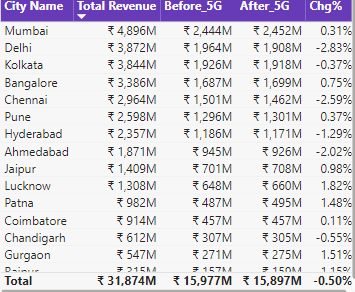 City Name Total Revenue Before_5G After_5G Chg%
Mumbai ₹ 4,896M ₹ 2,444M ₹ 2,452M 0.31%
Delhi ₹ 3,872M ₹ 1,964M ₹ 1,908M -2.83%
Kolkata ₹ 3,844M ₹ 1,926M ₹ 1,918M -0.37%
Bangalore ₹ 3,386M ₹ 1,687M ₹ 1,699M 0.75%
Chennai ₹ 2,964M ₹ 1,501M ₹ 1,462M -2.59%
Pune ₹ 2,598M ₹ 1,296M ₹ 1,301M 0.37%
Hyderabad ₹ 2,357M ₹ 1,186M ₹ 1,171M -1.29%
Ahmedabad ₹ 1,871M ₹ 945M ₹ 926M -2.02%
Jaipur ₹ 1,409M ₹ 701M ₹ 708M 0.98%
Lucknow ₹ 1,308M ₹ 648M ₹ 660M 1.82%
Patna ₹ 982M ₹ 487M ₹ 495M 1.48%
Coimbatore ₹ 914M ₹ 457M ₹ 457M 0.11%
Chandigarh ₹ 612M ₹ 307M ₹ 305M -0.55%
Gurgaon ₹ 547M ₹ 271M ₹ 275M 1.51%
Raipur ₹ 315M ₹ 157M ₹ 159M 1.15%
Total ₹ 31,874M ₹ 15,977M ₹ 15,897M -0.50%